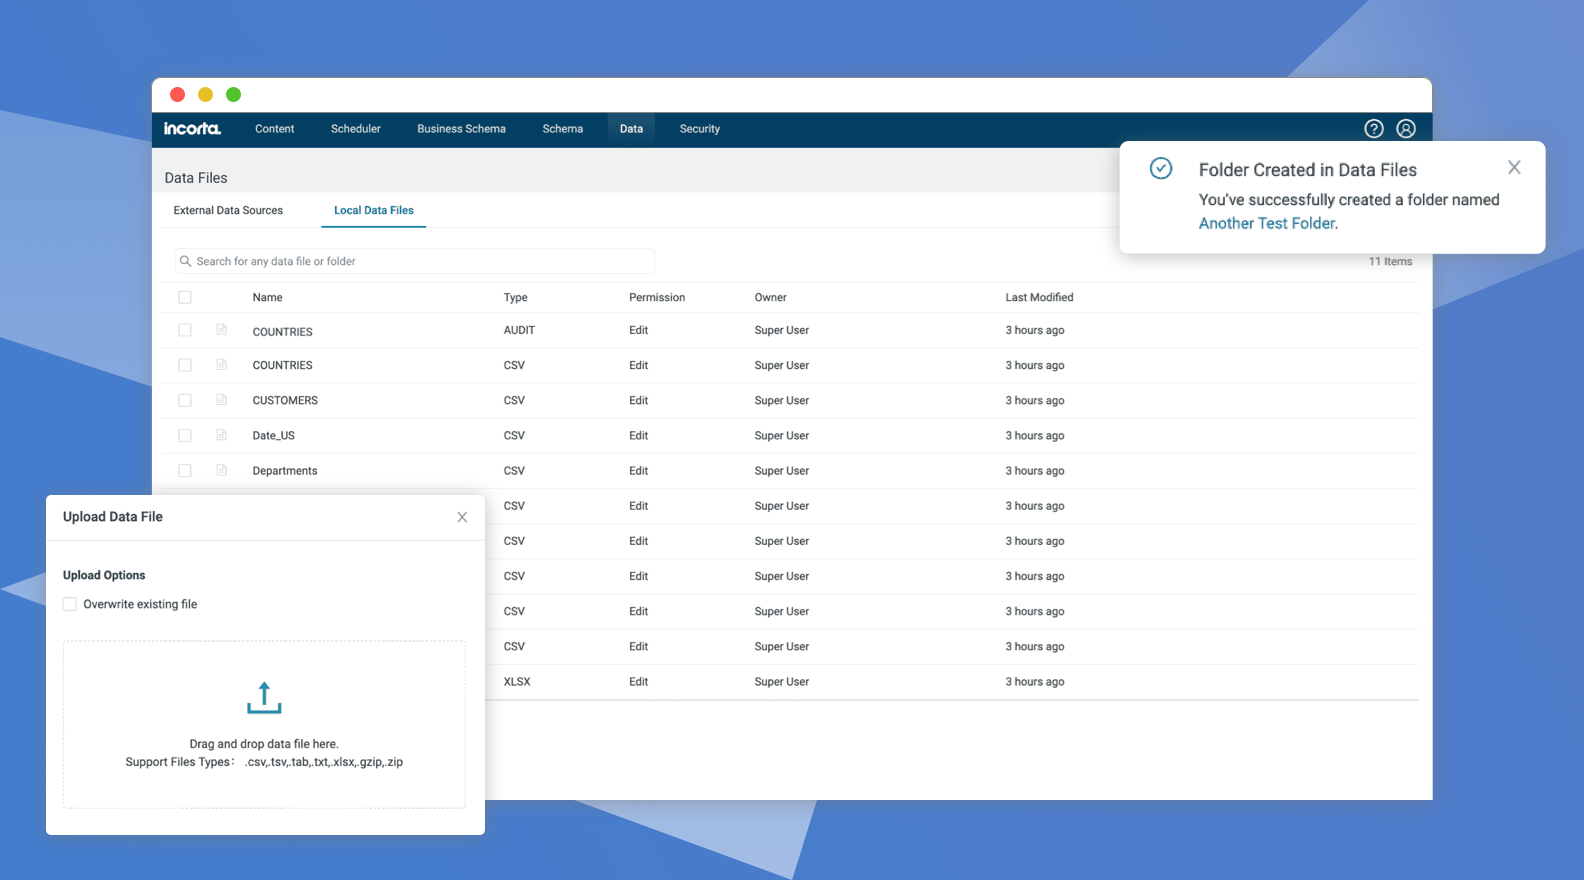 incorta.
Content
Scheduler
Business Schema
Schema
Data
Security
Data Files
Folder Created in Data Files
You've successfully created a folder named
Another Test Folder.
External Data Sources
Local Data Files
Search for any data file or folder
11 Items
Name Type Permission Owner Last Modified
COUNTRIES AUDIT Edit Super User 3 hours ago
COUNTRIES CSV Edit Super User 3 hours ago
CUSTOMERS CSV Edit Super User 3 hours ago
Date_US CSV Edit Super User 3 hours ago
Departments CSV Edit Super User 3 hours ago
CSV Edit Super User 3 hours ago
CSV Edit Super User 3 hours ago
CSV Edit Super User 3 hours ago
CSV Edit Super User 3 hours ago
CSV Edit Super User 3 hours ago
XLSX Edit Super User 3 hours ago
Upload Data File
Upload Options
Overwrite existing file
Drag and drop data file here.
Support Files Types: .csv,.tsv,.tab,.txt,.xlsx,.gzip,.zip